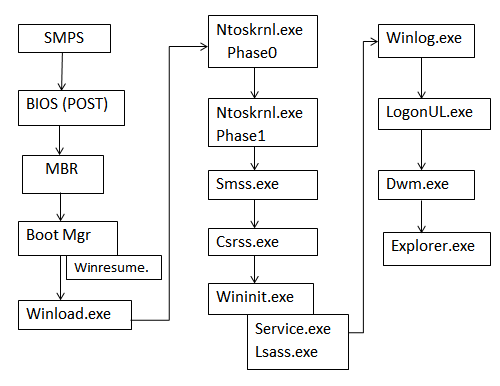 SMPS
BIOS (POST)
MBR
Boot Mgr
Winresume.
Winload.exe
Ntoskrnl.exe
Phase0
Ntoskrnl.exe
Phase1
Smss.exe
Csrss.exe
Wininit.exe
Service.exe
Lsass.exe
Winlog.exe
LogonUL.exe
Dwm.exe
Explorer.exe